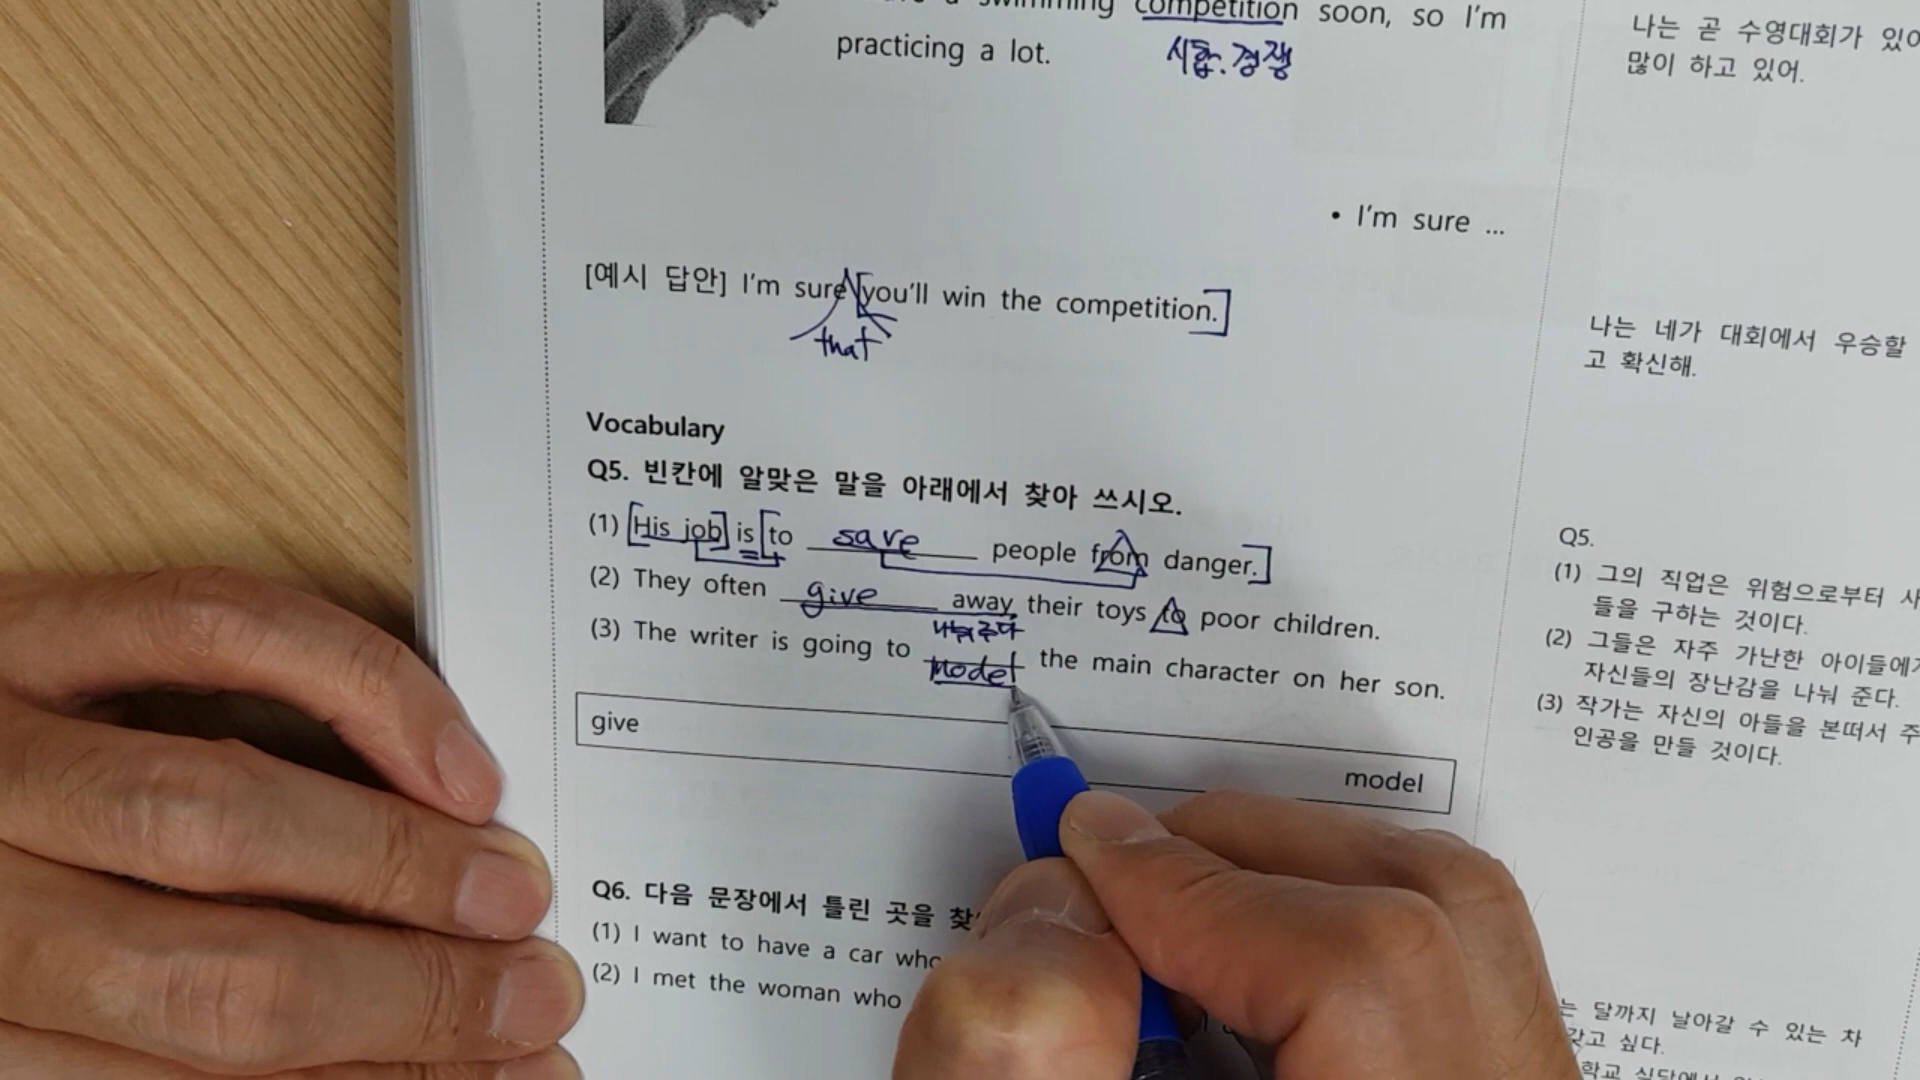 swimming competition soon, so I'm
practicing a lot.
시합.경쟁
• I'm sure ...
[예시 답안] I'm sure you'll win the competition.
that
Vocabulary
Q5. 빈칸에 알맞은 말을 아래에서 찾아 쓰시오.
(1) His job is to save people from danger.
(2) They often give away their toys to poor children.
나눠주다
(3) The writer is going to model the main character on her son.
give
model
Q6. 다음 문장에서 틀린 곳을
(1) I want to have a car
(2) I met the woman who
나는 곧 수영대회가
많이 하고 있어.
나는 네가 대회에서 우승할
고 확신해.
Q5.
(1) 그의 직업은 위험으로부터
들을 구하는 것이다.
(2) 그들은 자주 가난한 아이들에게
자신들의 장난감을 나눠 준다.
(3) 작가는 자신의 아들을 본떠서 주
인공을 만들 것이다.
는 달까지 날아갈 수 있는 차
갖고 싶다.